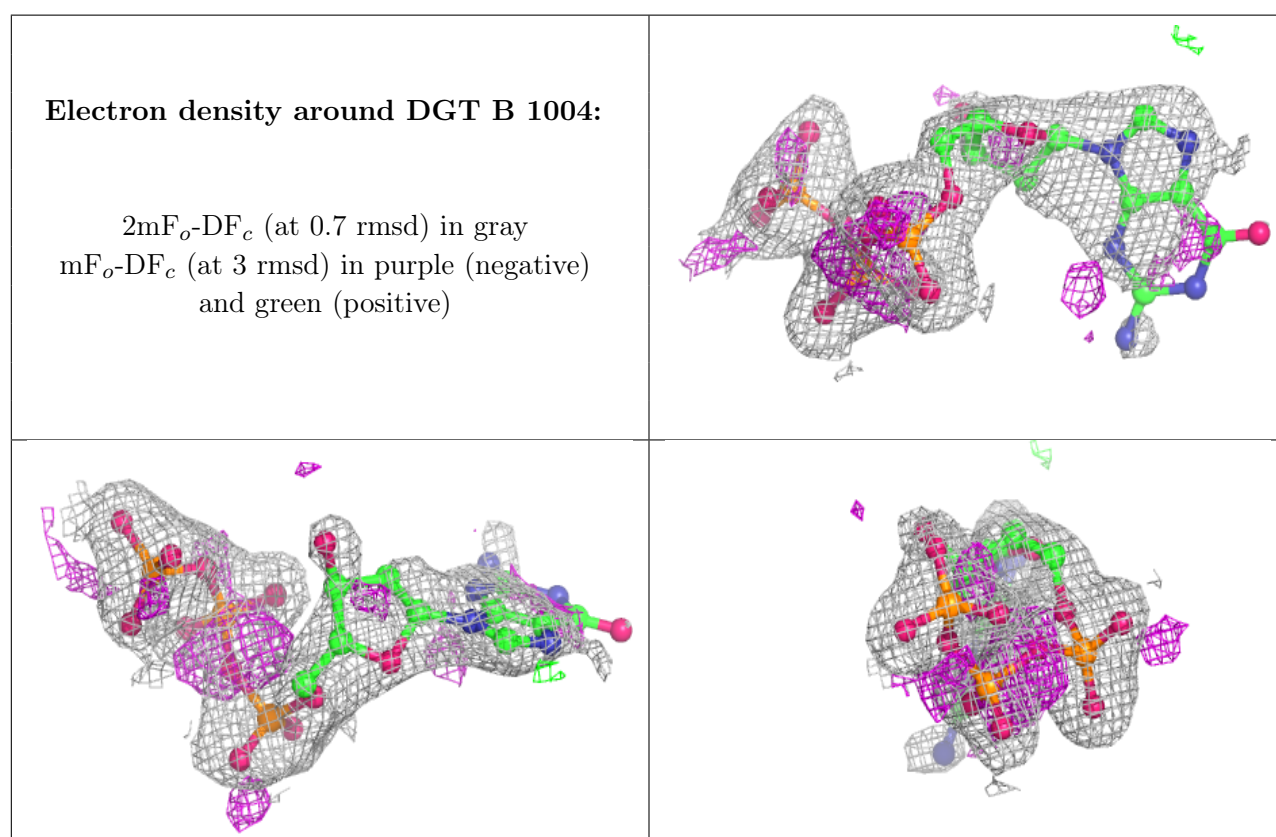 Electron density around DGT B 1004:
2mFₒ-DF𝒸 (at 0.7 rmsd) in gray
mFₒ-DF𝒸 (at 3 rmsd) in purple (negative)
and green (positive)